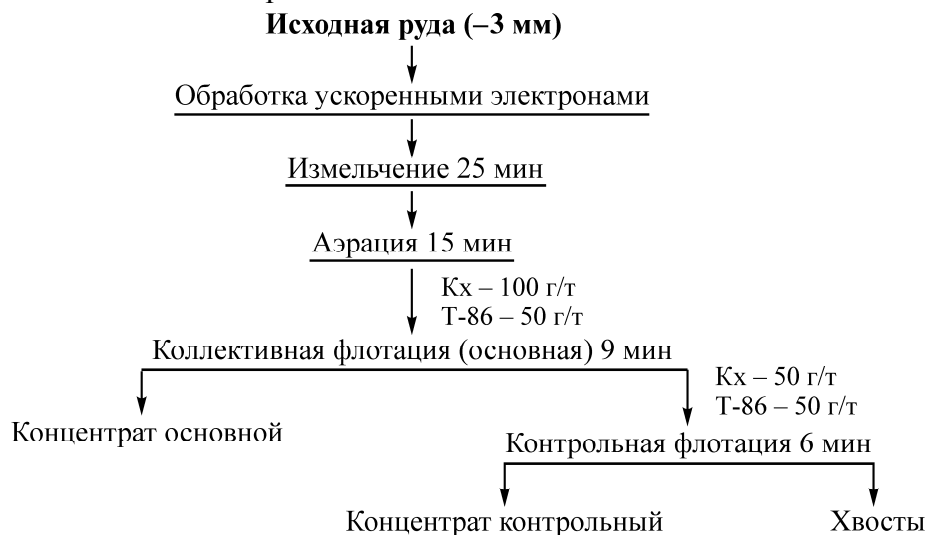 Исходная руда (–3 мм)
Обработка ускоренными электронами
Измельчение 25 мин
Аэрация 15 мин
Кх – 100 г/т
Т-86 – 50 г/т
Коллективная флотация (основная) 9 мин
Кх – 50 г/т
Т-86 – 50 г/т
Концентрат основной
Контрольная флотация 6 мин
Концентрат контрольный
Хвосты